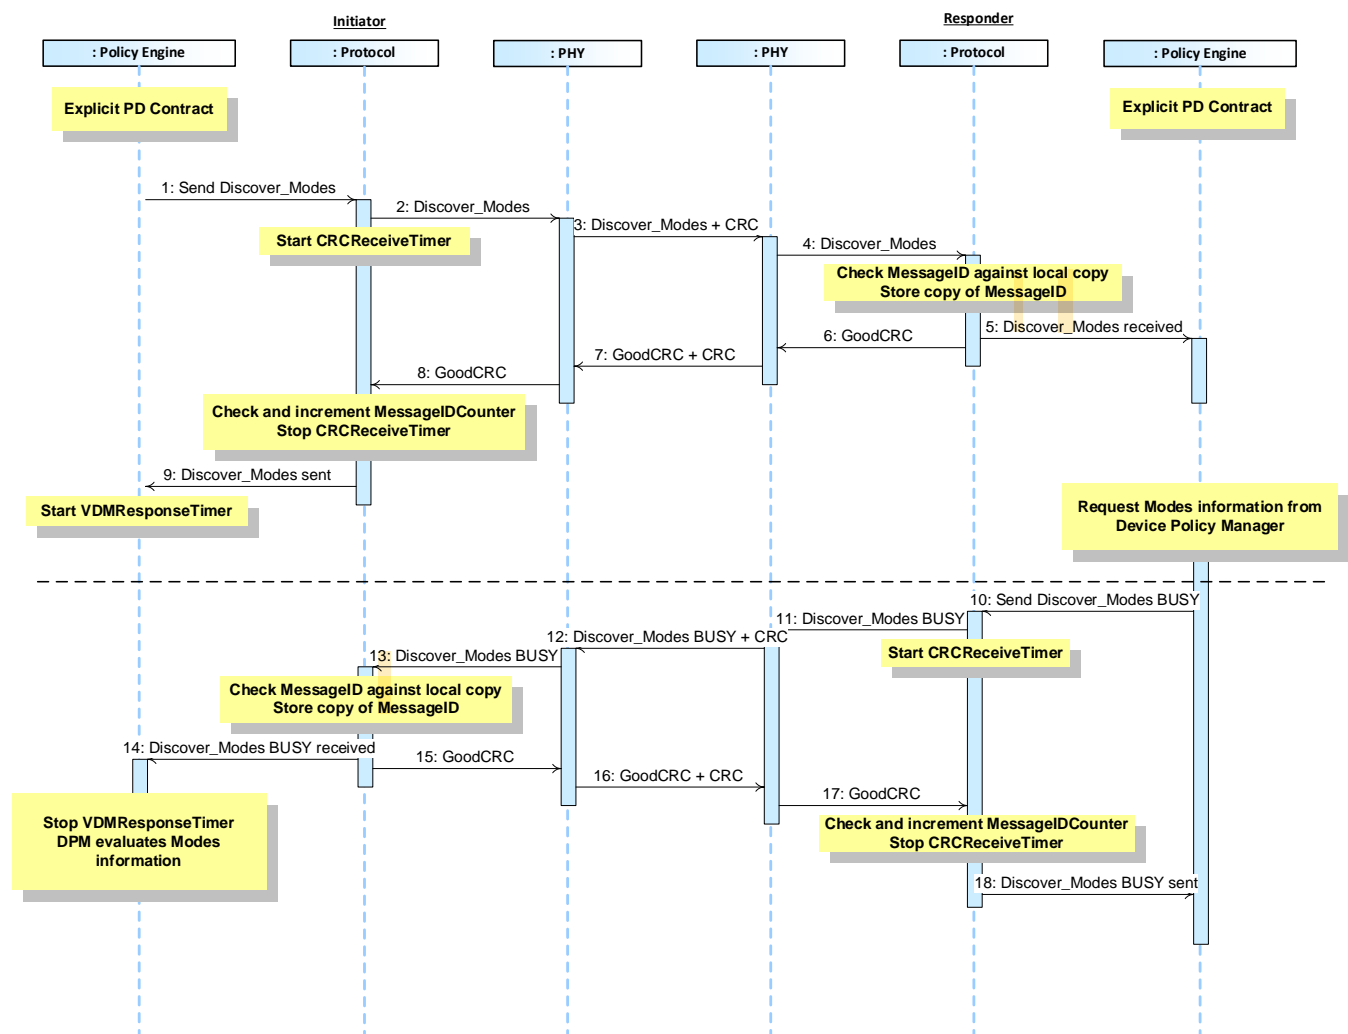 Initiator
Responder
: Policy Engine
: Protocol
: PHY
: PHY
: Protocol
: Policy Engine
Explicit PD Contract
Explicit PD Contract
1: Send Discover_Modes
2: Discover_Modes
3: Discover_Modes + CRC
Start CRCReceiveTimer
4: Discover_Modes
Check MessageID against local copy
Store copy of MessageID
5: Discover_Modes received
6: GoodCRC
7: GoodCRC + CRC
8: GoodCRC
Check and increment MessageIDCounter
Stop CRCReceiveTimer
9: Discover_Modes sent
Start VDMResponseTimer
Request Modes information from
Device Policy Manager
10: Send Discover_Modes BUSY
11: Discover_Modes BUSY
12: Discover_Modes BUSY + CRC
Start CRCReceiveTimer
13: Discover_Modes BUSY
Check MessageID against local copy
Store copy of MessageID
14: Discover_Modes BUSY received
15: GoodCRC
16: GoodCRC + CRC
17: GoodCRC
Stop VDMResponseTimer
DPM evaluates Modes
information
Check and increment MessageIDCounter
Stop CRCReceiveTimer
18: Discover_Modes BUSY sent